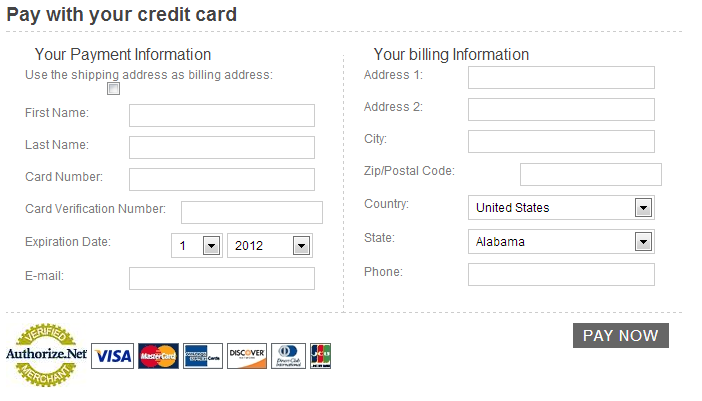 Pay with your credit card
Your Payment Information
Use the shipping address as billing address:
First Name:
Last Name:
Card Number:
Card Verification Number:
Expiration Date: 1 2012
E-mail:
Your billing Information
Address 1:
Address 2:
City:
Zip/Postal Code:
Country: United States
State: Alabama
Phone:
VERIFIED
Authorize.Net
MERCHANT
VISA
MasterCard
AMERICAN EXPRESS Cards
DISCOVER
Diners Club International
JCB
PAY NOW